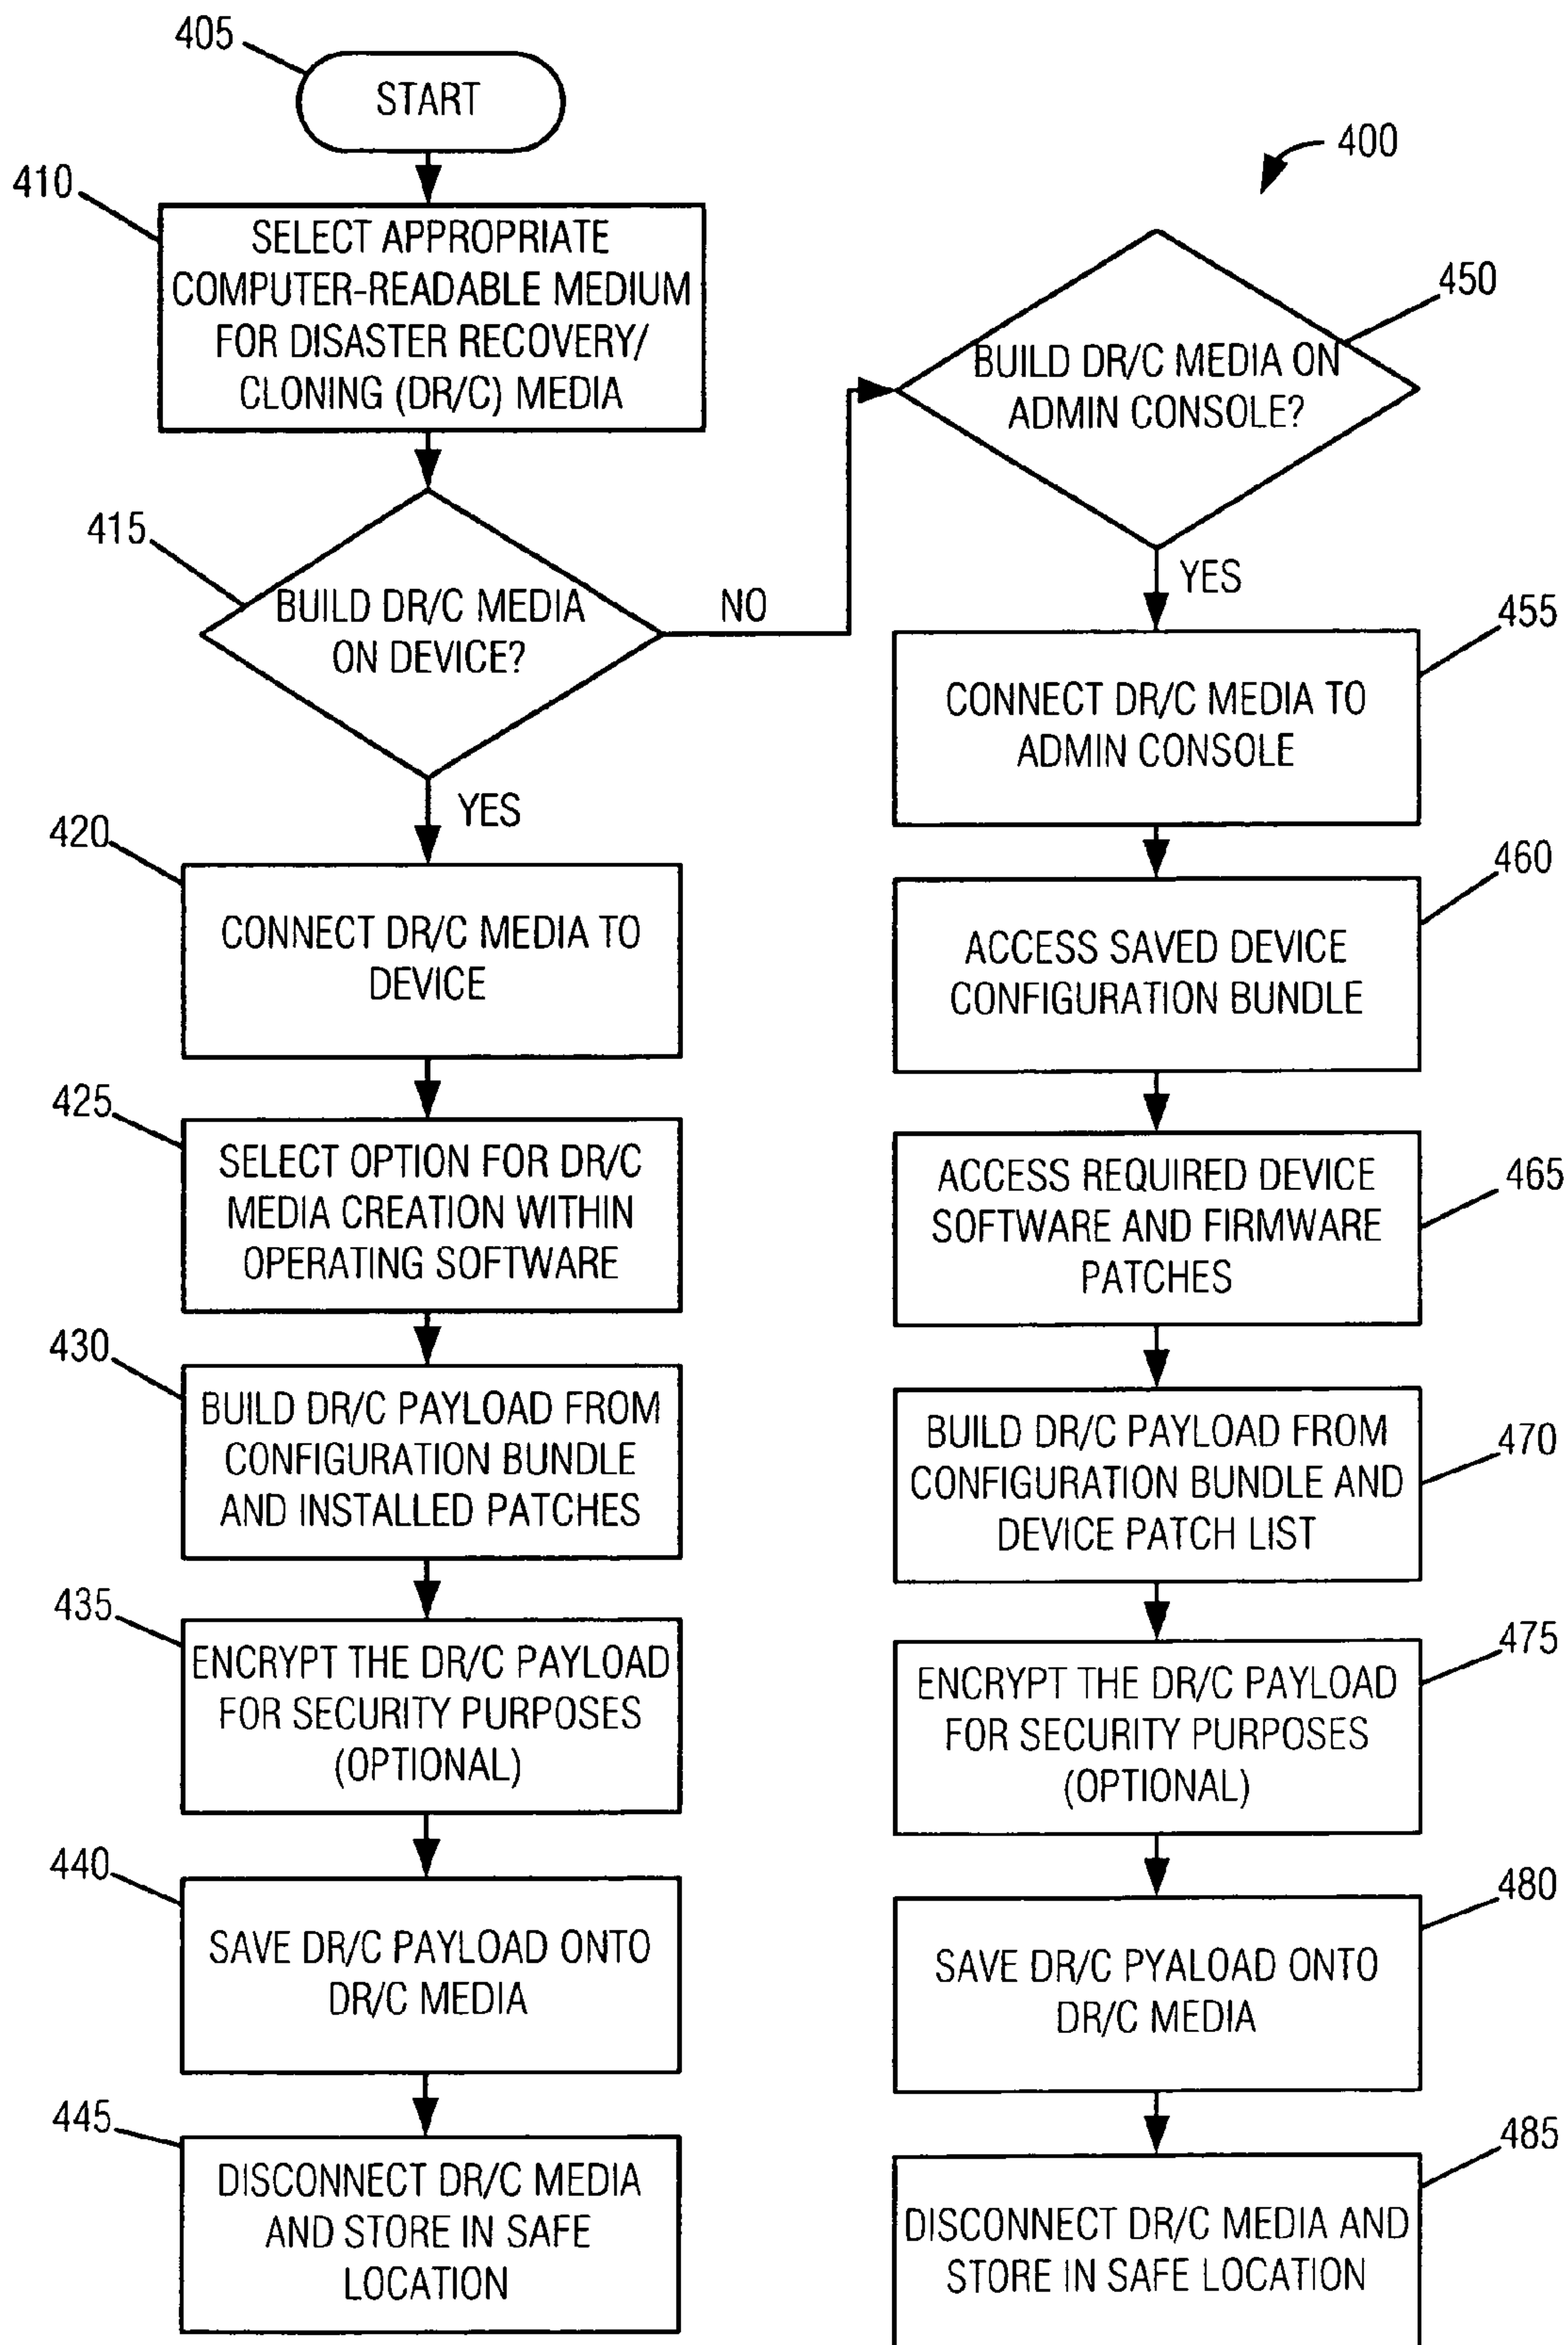 405
START
410
SELECT APPROPRIATE
COMPUTER-READABLE MEDIUM
FOR DISASTER RECOVERY/
CLONING (DR/C) MEDIA
415
BUILD DR/C MEDIA
ON DEVICE?
NO
YES
420
CONNECT DR/C MEDIA TO
DEVICE
425
SELECT OPTION FOR DR/C
MEDIA CREATION WITHIN
OPERATING SOFTWARE
430
BUILD DR/C PAYLOAD FROM
CONFIGURATION BUNDLE
AND INSTALLED PATCHES
435
ENCRYPT THE DR/C PAYLOAD
FOR SECURITY PURPOSES
(OPTIONAL)
440
SAVE DR/C PAYLOAD ONTO
DR/C MEDIA
445
DISCONNECT DR/C MEDIA
AND STORE IN SAFE
LOCATION
400
450
BUILD DR/C MEDIA ON
ADMIN CONSOLE?
YES
455
CONNECT DR/C MEDIA TO
ADMIN CONSOLE
460
ACCESS SAVED DEVICE
CONFIGURATION BUNDLE
465
ACCESS REQUIRED DEVICE
SOFTWARE AND FIRMWARE
PATCHES
470
BUILD DR/C PAYLOAD FROM
CONFIGURATION BUNDLE AND
DEVICE PATCH LIST
475
ENCRYPT THE DR/C PAYLOAD
FOR SECURITY PURPOSES
(OPTIONAL)
480
SAVE DR/C PYALOAD ONTO
DR/C MEDIA
485
DISCONNECT DR/C MEDIA AND
STORE IN SAFE LOCATION